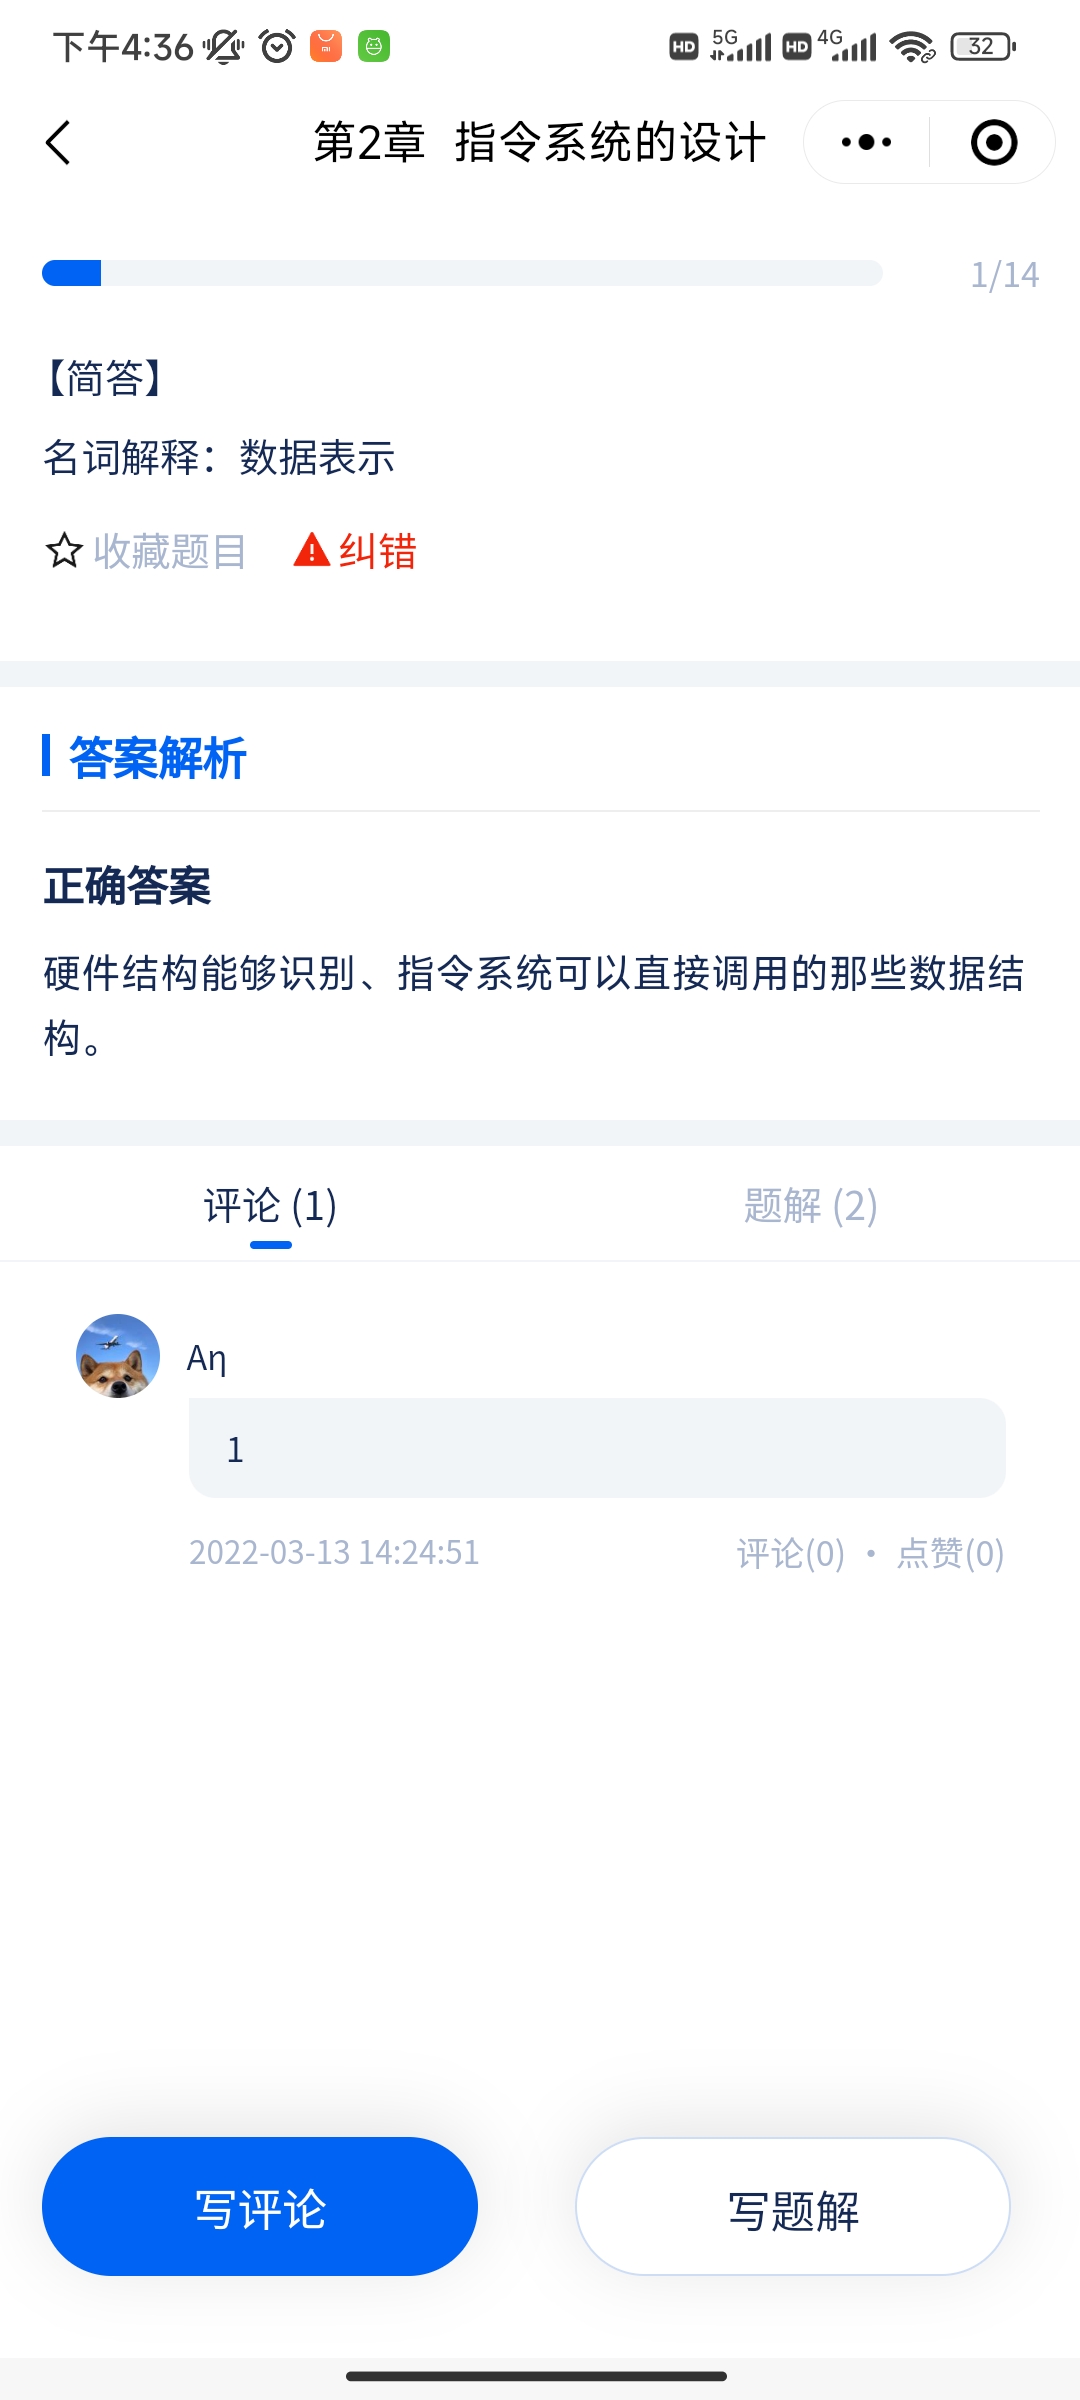 下午4:36
HD 5G HD 4G 32
第2章 指令系统的设计
1/14
【简答】
名词解释：数据表示
收藏题目 纠错
答案解析
正确答案
硬件结构能够识别、指令系统可以直接调用的那些数据结
构。
评论 (1) 题解 (2)
Aη
1
2022-03-13 14:24:51 评论(0) · 点赞(0)
写评论 写题解